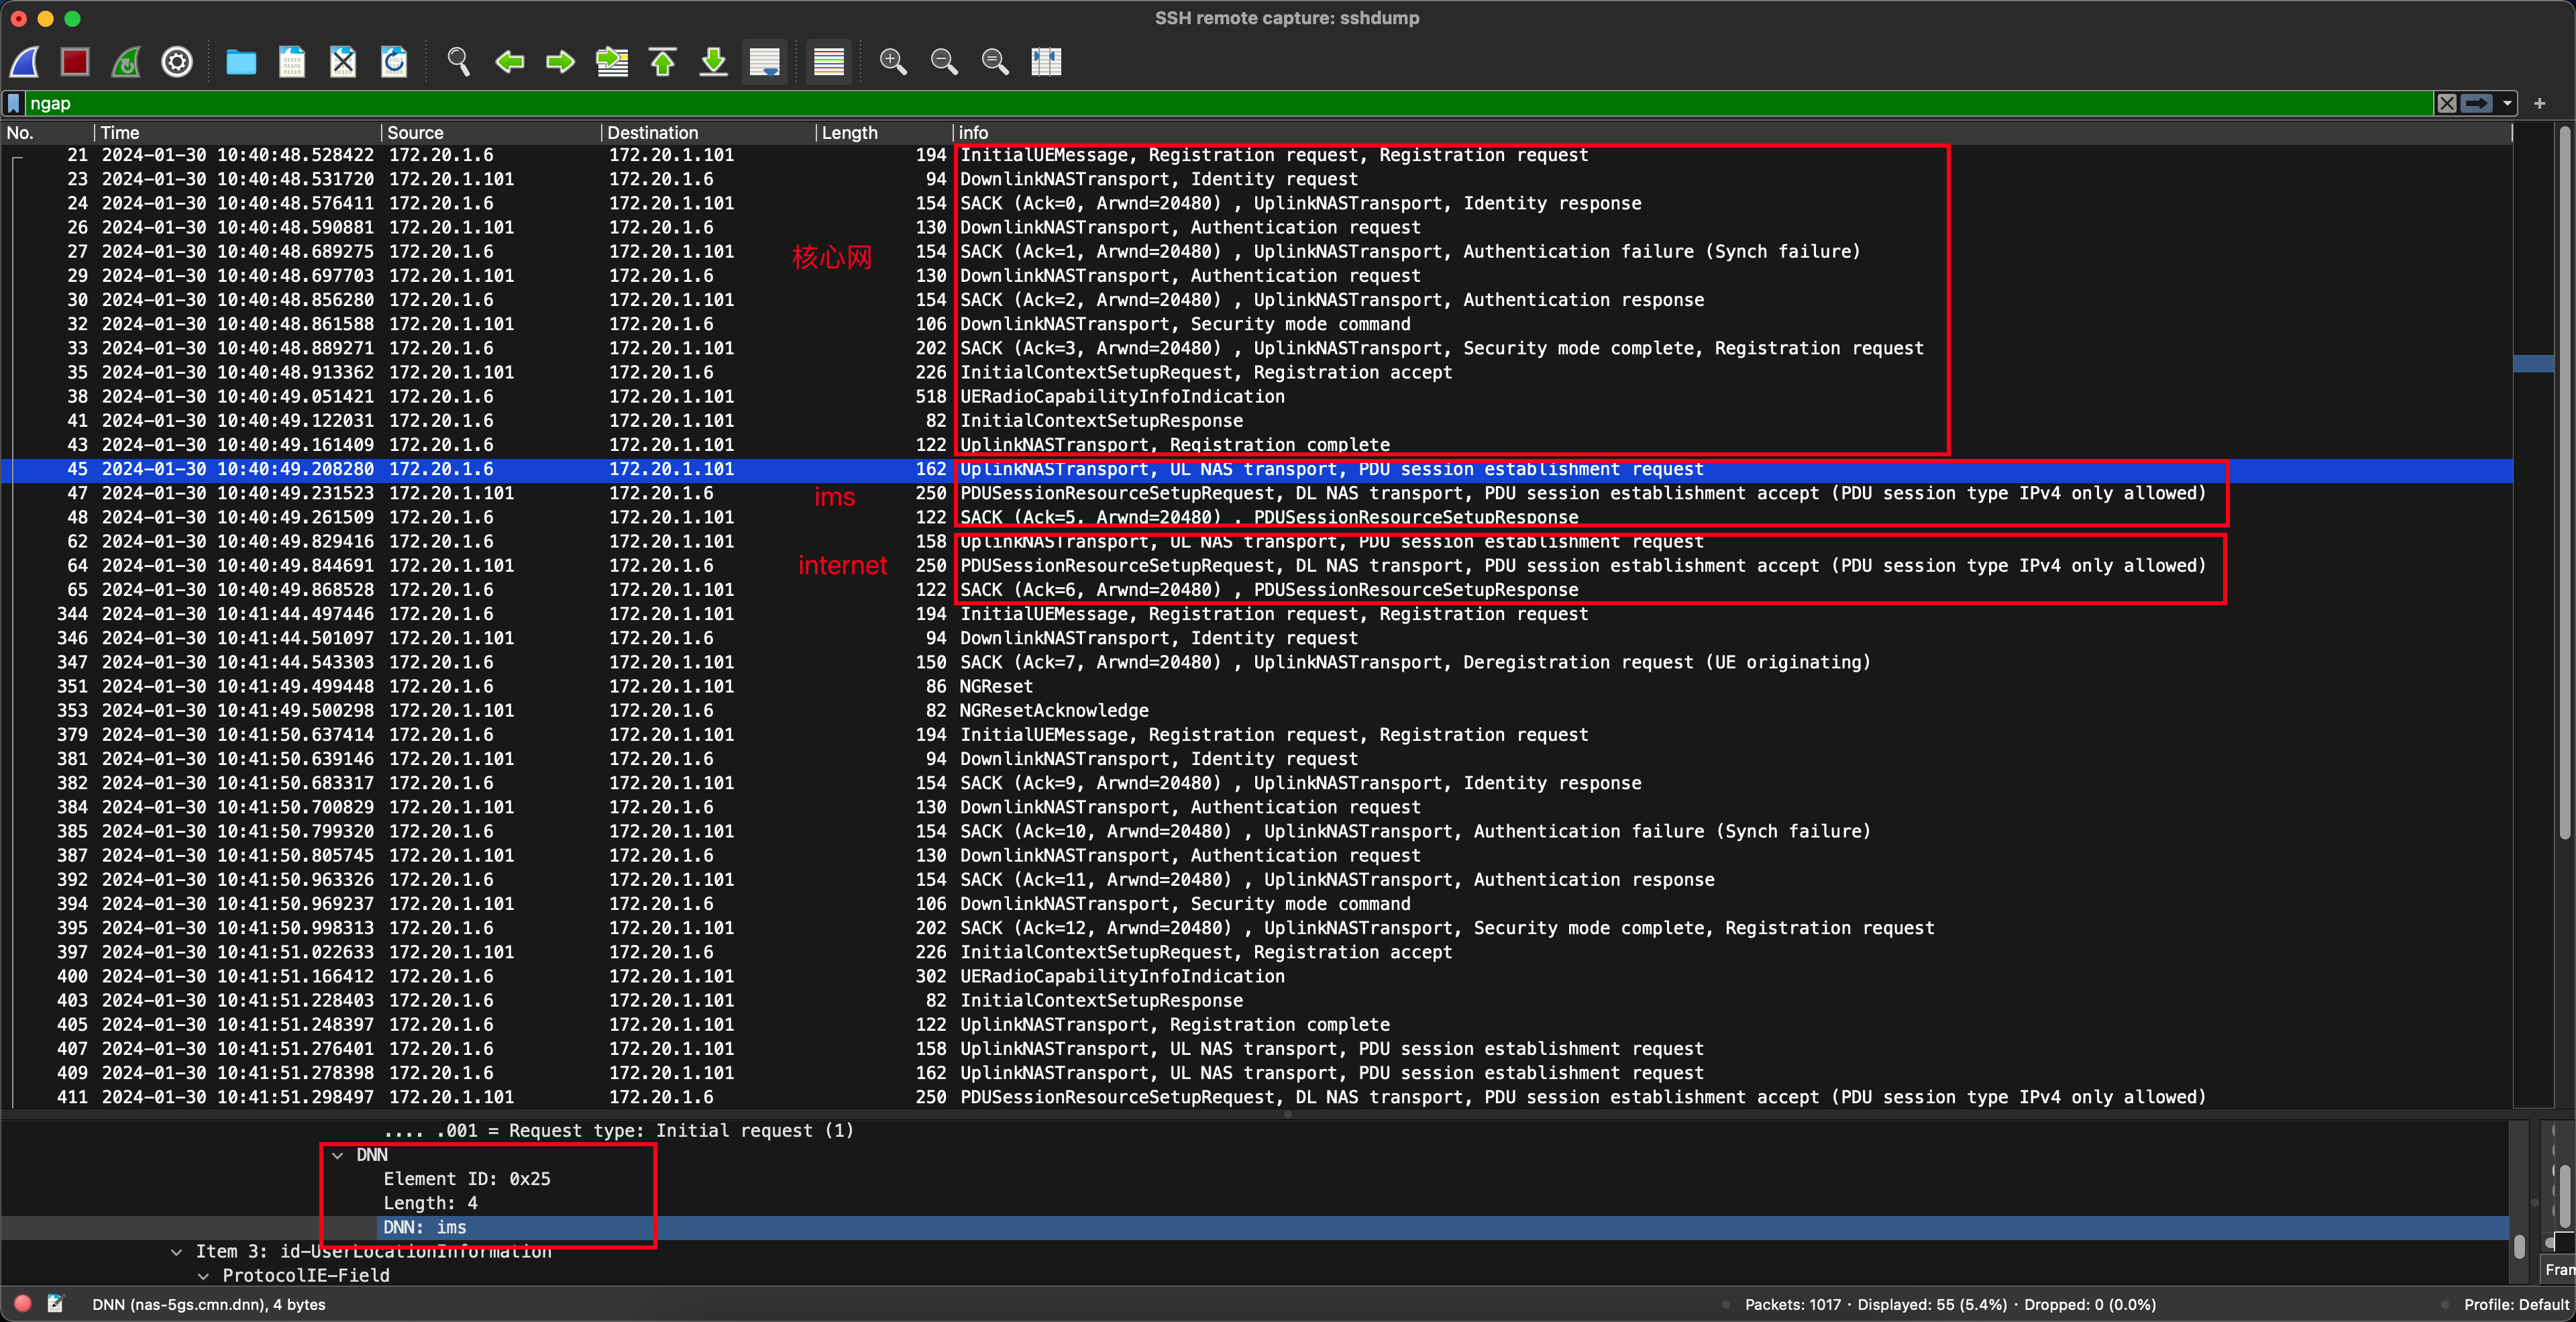 SSH remote capture: sshdump
ngap
No. Time Source Destination Length info
21 2024-01-30 10:40:48.528422 172.20.1.6 172.20.1.101 194 InitialUEMessage, Registration request, Registration request
23 2024-01-30 10:40:48.531720 172.20.1.101 172.20.1.6 94 DownlinkNASTransport, Identity request
24 2024-01-30 10:40:48.576411 172.20.1.6 172.20.1.101 154 SACK (Ack=0, Arwnd=20480) , UplinkNASTransport, Identity response
26 2024-01-30 10:40:48.590881 172.20.1.101 172.20.1.6 130 DownlinkNASTransport, Authentication request
27 2024-01-30 10:40:48.689275 172.20.1.6 172.20.1.101 154 SACK (Ack=1, Arwnd=20480) , UplinkNASTransport, Authentication failure (Synch failure)
核心网
29 2024-01-30 10:40:48.697703 172.20.1.101 172.20.1.6 130 DownlinkNASTransport, Authentication request
30 2024-01-30 10:40:48.856280 172.20.1.6 172.20.1.101 154 SACK (Ack=2, Arwnd=20480) , UplinkNASTransport, Authentication response
32 2024-01-30 10:40:48.861588 172.20.1.101 172.20.1.6 106 DownlinkNASTransport, Security mode command
33 2024-01-30 10:40:48.889271 172.20.1.6 172.20.1.101 202 SACK (Ack=3, Arwnd=20480) , UplinkNASTransport, Security mode complete, Registration request
35 2024-01-30 10:40:48.913362 172.20.1.101 172.20.1.6 226 InitialContextSetupRequest, Registration accept
38 2024-01-30 10:40:49.051421 172.20.1.6 172.20.1.101 518 UERadioCapabilityInfoIndication
41 2024-01-30 10:40:49.122031 172.20.1.6 172.20.1.101 82 InitialContextSetupResponse
43 2024-01-30 10:40:49.161409 172.20.1.6 172.20.1.101 122 UplinkNASTransport, Registration complete
45 2024-01-30 10:40:49.208280 172.20.1.6 172.20.1.101 162 UplinkNASTransport, UL NAS transport, PDU session establishment request
47 2024-01-30 10:40:49.231523 172.20.1.101 172.20.1.6 250 PDUSessionResourceSetupRequest, DL NAS transport, PDU session establishment accept (PDU session type IPv4 only allowed)
ims
48 2024-01-30 10:40:49.261509 172.20.1.6 172.20.1.101 122 SACK (Ack=5, Arwnd=20480) , PDUSessionResourceSetupResponse
62 2024-01-30 10:40:49.829416 172.20.1.6 172.20.1.101 158 UplinkNASTransport, UL NAS transport, PDU session establishment request
64 2024-01-30 10:40:49.844691 172.20.1.101 172.20.1.6 250 PDUSessionResourceSetupRequest, DL NAS transport, PDU session establishment accept (PDU session type IPv4 only allowed)
internet
65 2024-01-30 10:40:49.868528 172.20.1.6 172.20.1.101 122 SACK (Ack=6, Arwnd=20480) , PDUSessionResourceSetupResponse
344 2024-01-30 10:41:44.497446 172.20.1.6 172.20.1.101 194 InitialUEMessage, Registration request, Registration request
346 2024-01-30 10:41:44.501097 172.20.1.101 172.20.1.6 94 DownlinkNASTransport, Identity request
347 2024-01-30 10:41:44.543303 172.20.1.6 172.20.1.101 150 SACK (Ack=7, Arwnd=20480) , UplinkNASTransport, Deregistration request (UE originating)
351 2024-01-30 10:41:49.499448 172.20.1.6 172.20.1.101 86 NGReset
353 2024-01-30 10:41:49.500298 172.20.1.101 172.20.1.6 82 NGResetAcknowledge
379 2024-01-30 10:41:50.637414 172.20.1.6 172.20.1.101 194 InitialUEMessage, Registration request, Registration request
381 2024-01-30 10:41:50.639146 172.20.1.101 172.20.1.6 94 DownlinkNASTransport, Identity request
382 2024-01-30 10:41:50.683317 172.20.1.6 172.20.1.101 154 SACK (Ack=9, Arwnd=20480) , UplinkNASTransport, Identity response
384 2024-01-30 10:41:50.700829 172.20.1.101 172.20.1.6 130 DownlinkNASTransport, Authentication request
385 2024-01-30 10:41:50.799320 172.20.1.6 172.20.1.101 154 SACK (Ack=10, Arwnd=20480) , UplinkNASTransport, Authentication failure (Synch failure)
387 2024-01-30 10:41:50.805745 172.20.1.101 172.20.1.6 130 DownlinkNASTransport, Authentication request
392 2024-01-30 10:41:50.963326 172.20.1.6 172.20.1.101 154 SACK (Ack=11, Arwnd=20480) , UplinkNASTransport, Authentication response
394 2024-01-30 10:41:50.969237 172.20.1.101 172.20.1.6 106 DownlinkNASTransport, Security mode command
395 2024-01-30 10:41:50.998313 172.20.1.6 172.20.1.101 202 SACK (Ack=12, Arwnd=20480) , UplinkNASTransport, Security mode complete, Registration request
397 2024-01-30 10:41:51.022633 172.20.1.101 172.20.1.6 226 InitialContextSetupRequest, Registration accept
400 2024-01-30 10:41:51.166412 172.20.1.6 172.20.1.101 302 UERadioCapabilityInfoIndication
403 2024-01-30 10:41:51.228403 172.20.1.6 172.20.1.101 82 InitialContextSetupResponse
405 2024-01-30 10:41:51.248397 172.20.1.6 172.20.1.101 122 UplinkNASTransport, Registration complete
407 2024-01-30 10:41:51.276401 172.20.1.6 172.20.1.101 158 UplinkNASTransport, UL NAS transport, PDU session establishment request
409 2024-01-30 10:41:51.278398 172.20.1.6 172.20.1.101 162 UplinkNASTransport, UL NAS transport, PDU session establishment request
411 2024-01-30 10:41:51.298497 172.20.1.101 172.20.1.6 250 PDUSessionResourceSetupRequest, DL NAS transport, PDU session establishment accept (PDU session type IPv4 only allowed)
.... .001 = Request type: Initial request (1)
DNN
Element ID: 0x25
Length: 4
DNN: ims
Item 3: id-UserLocationInformation
ProtocolIE-Field
Fran
DNN (nas-5gs.cmn.dnn), 4 bytes Packets: 1017 · Displayed: 55 (5.4%) · Dropped: 0 (0.0%) Profile: Default